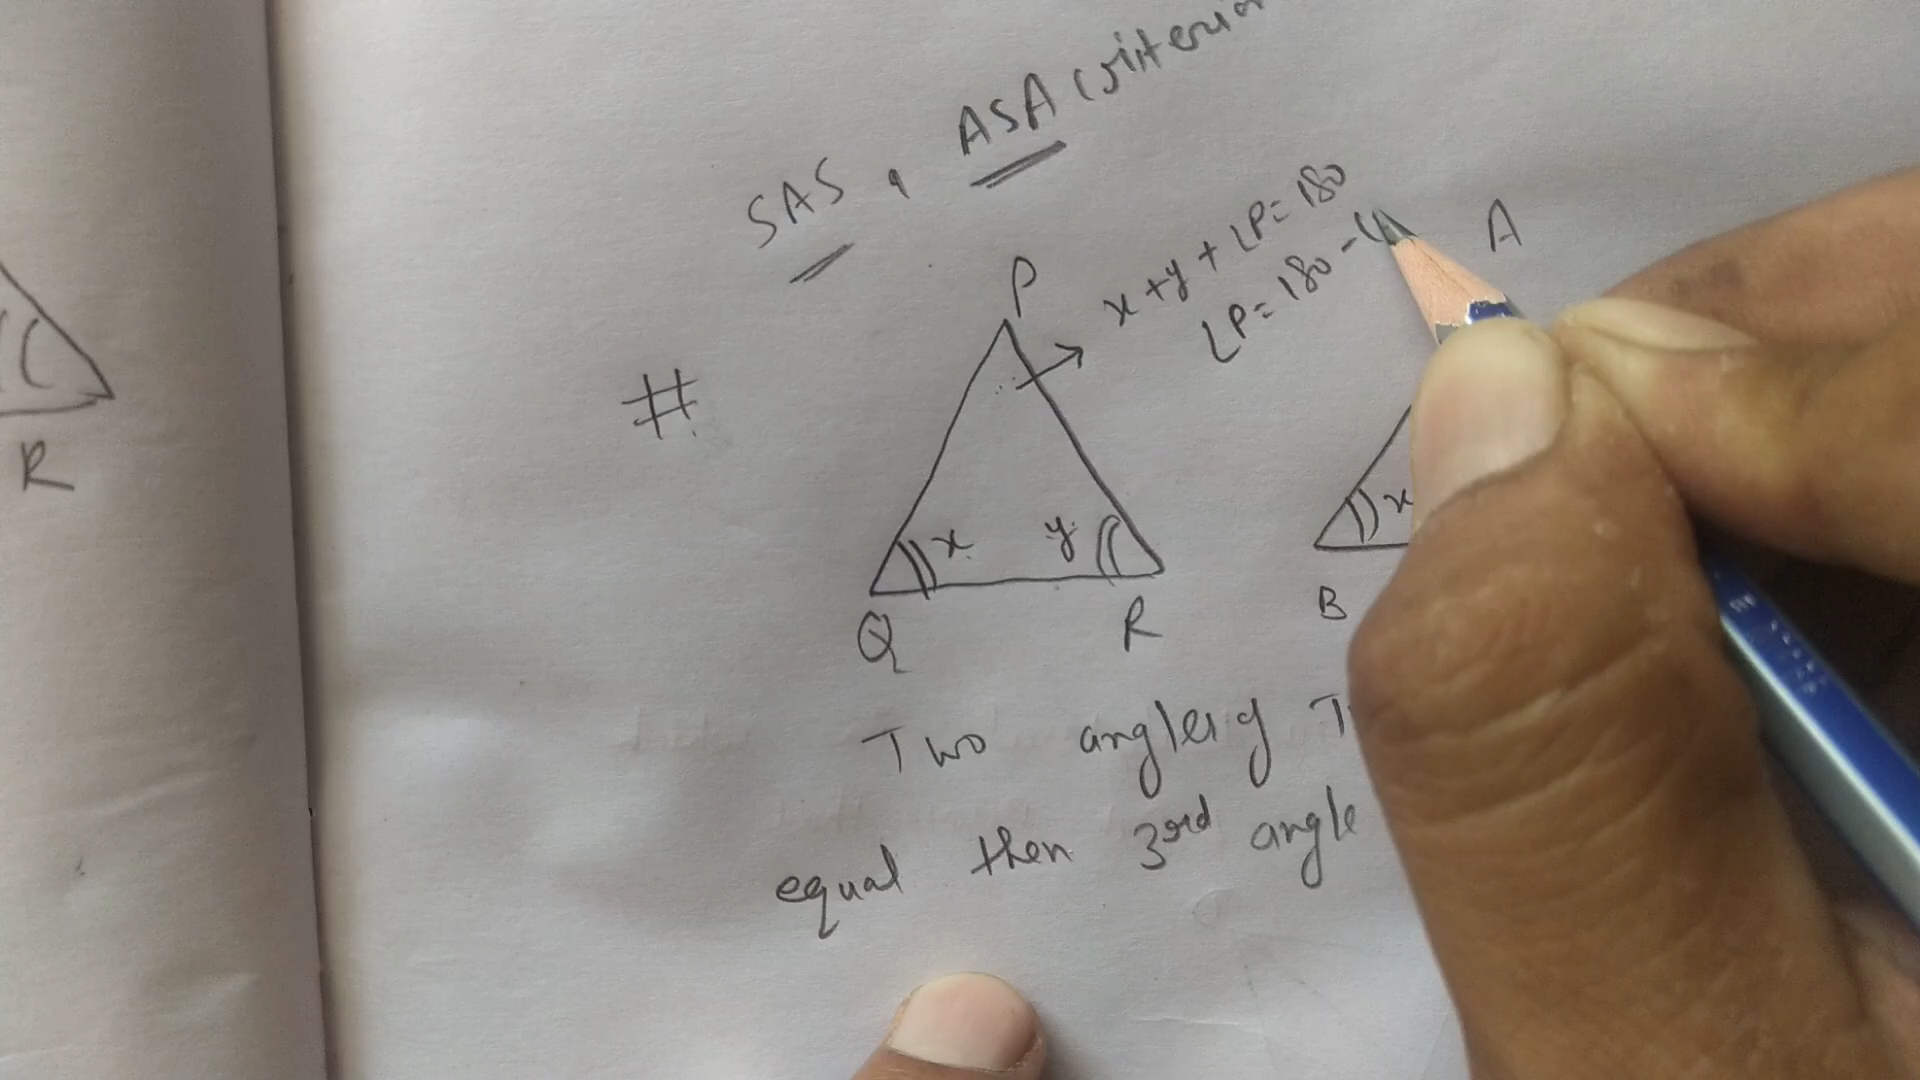 SAS, ASA Criterion
x + y + ∠P = 180
∠P = 180 - (
P
A
#
x
y
x
Q
R
B
R
Two angles of
equal then 3rd angle